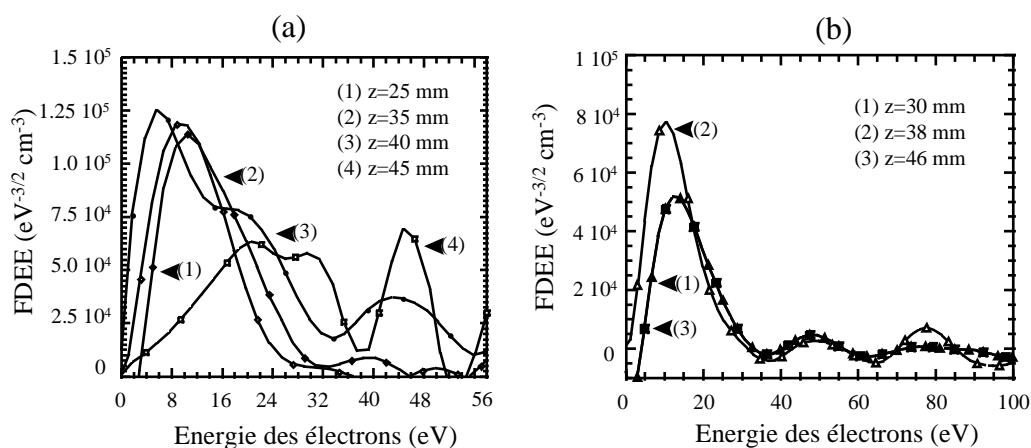 (a)
FDEE (eV-3/2 cm-3)
1.5 10⁵
1.25 10⁵
1.0 10⁵
7.5 10⁴
5.0 10⁴
2.5 10⁴
0
(1) z=25 mm
(2) z=35 mm
(3) z=40 mm
(4) z=45 mm
(2)
(3)
(4)
(1)
0 8 16 24 32 40 48 56
Energie des électrons (eV)
(b)
FDEE (eV-3/2 cm-3)
8 10⁴
6 10⁴
4 10⁴
2 10⁴
0
(1) z=30 mm
(2) z=38 mm
(3) z=46 mm
(2)
(1)
(3)
0 20 40 60 80 100
Energie des électrons (eV)